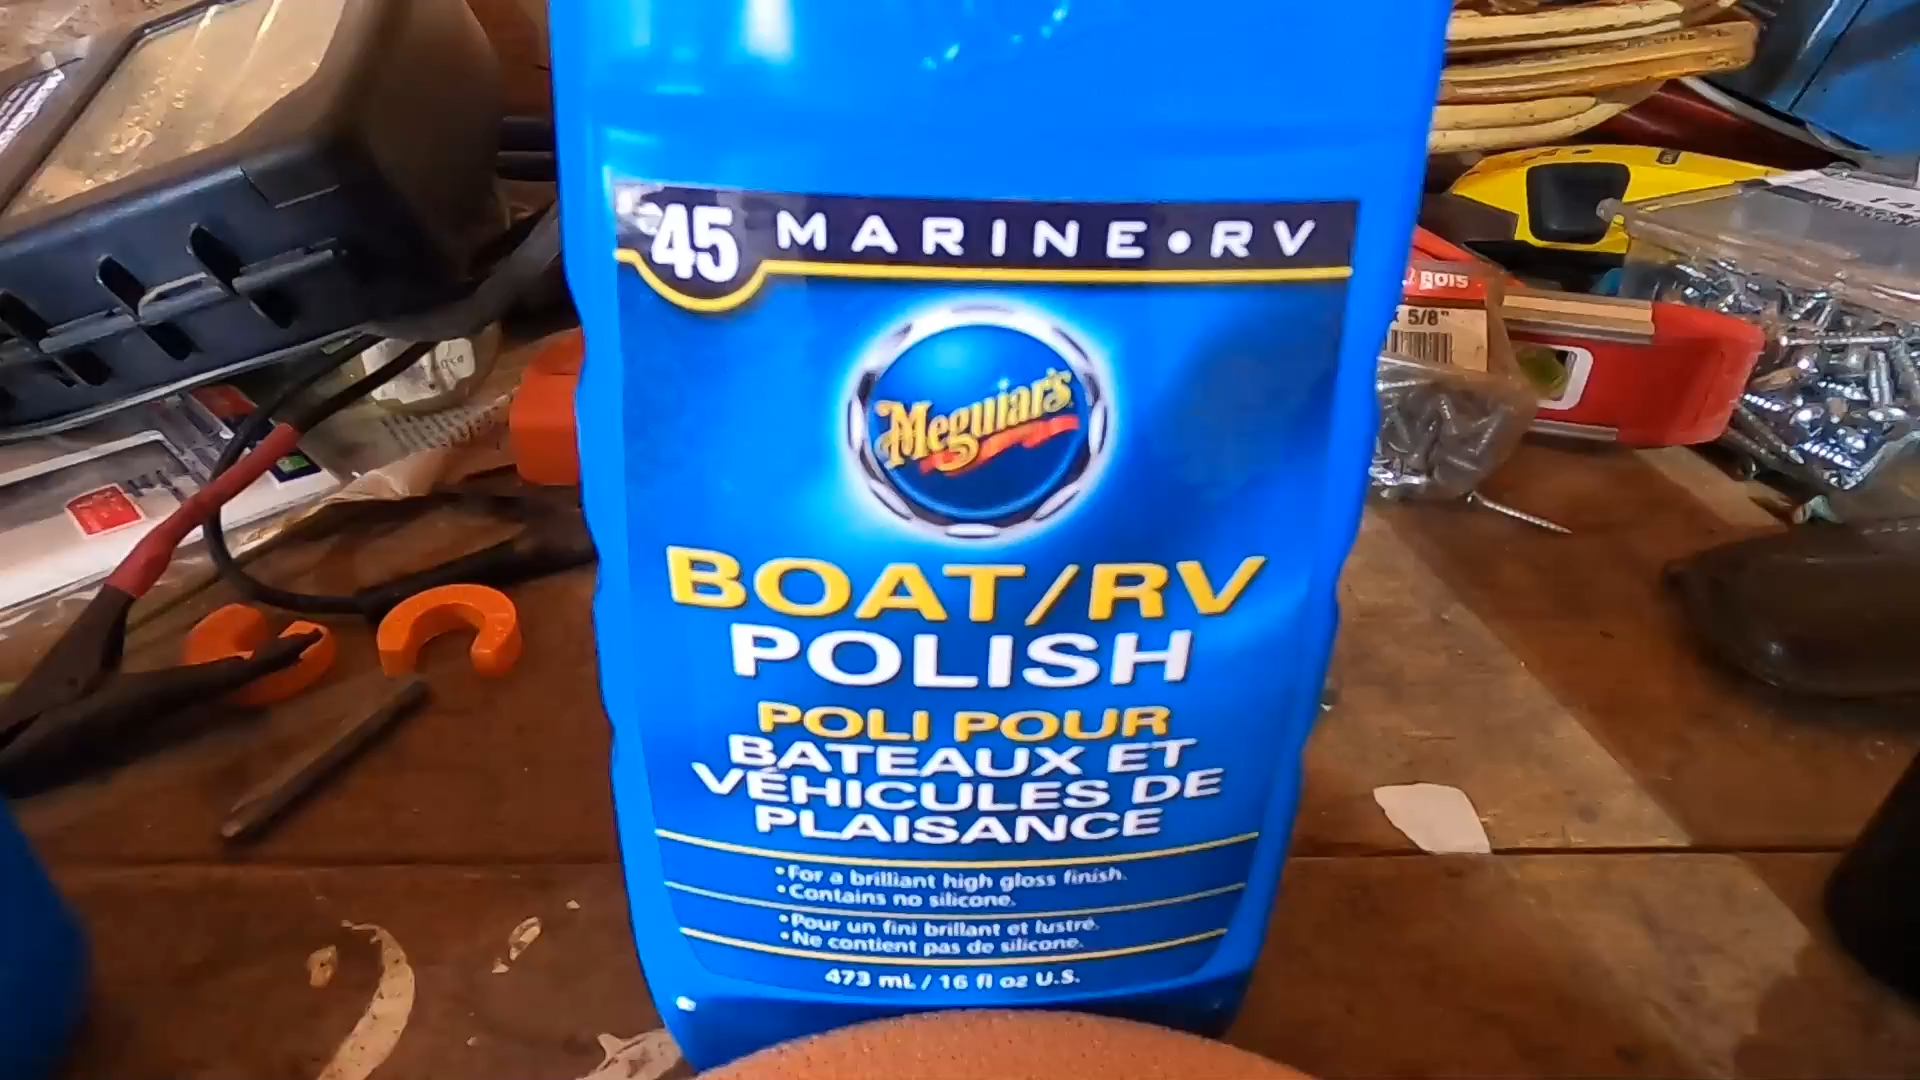 45 MARINE•RV
Meguiar's
BOAT/RV
POLISH
POLI POUR
BATEAUX ET
VÉHICULES DE
PLAISANCE
•For a brilliant high gloss finish.
•Contains no silicone.
•Pour un fini brillant et lustré.
•Ne contient pas de silicone.
473 mL / 16 fl oz U.S.
BOIS
x 5/8"